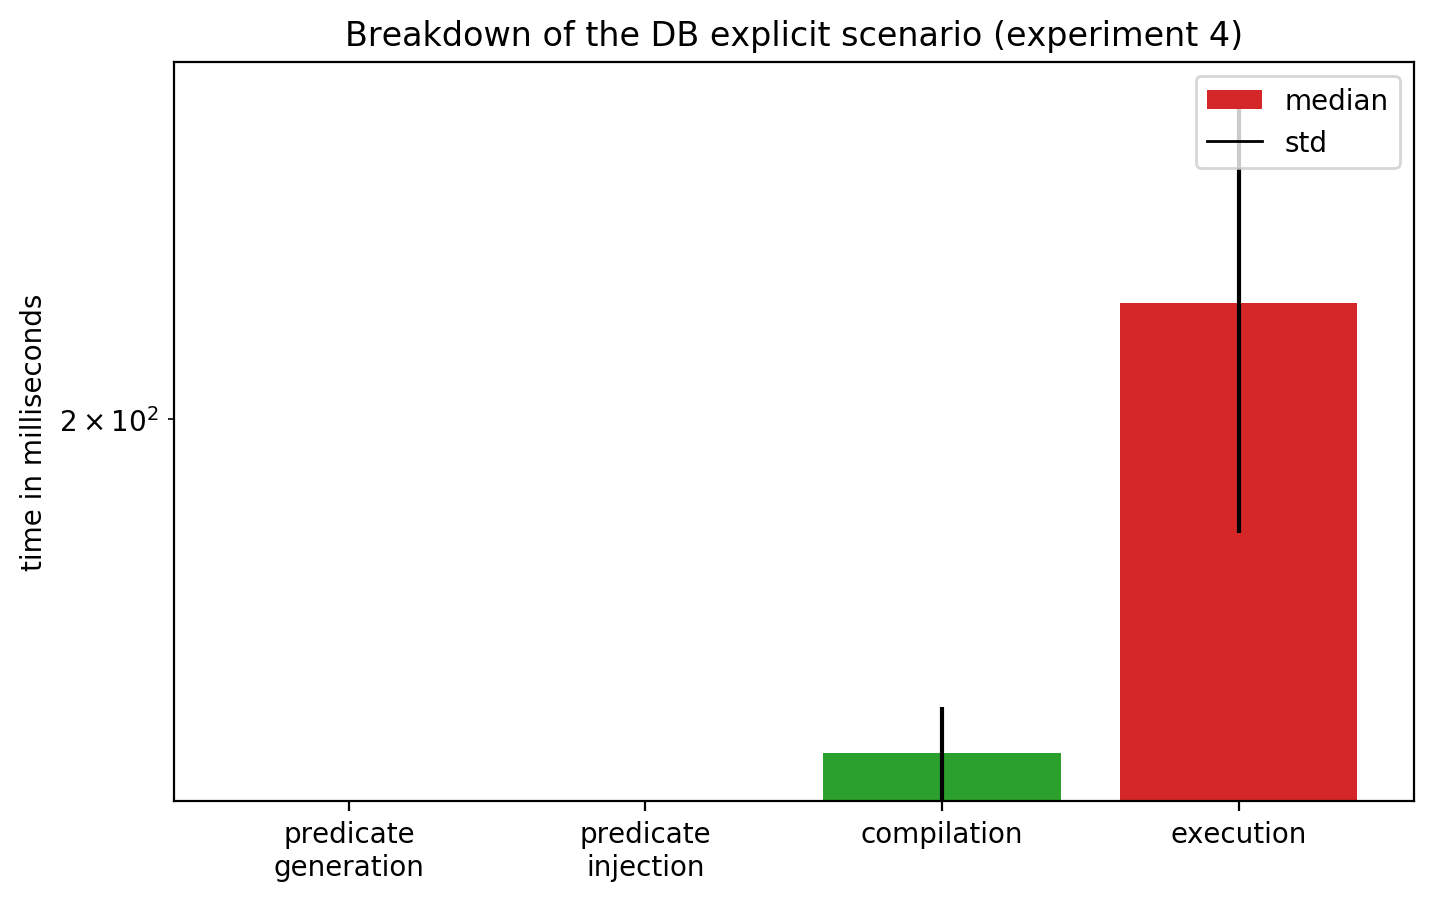 Breakdown of the DB explicit scenario (experiment 4)
median
std
time in milliseconds
2 × 10²
predicate
generation
predicate
injection
compilation
execution